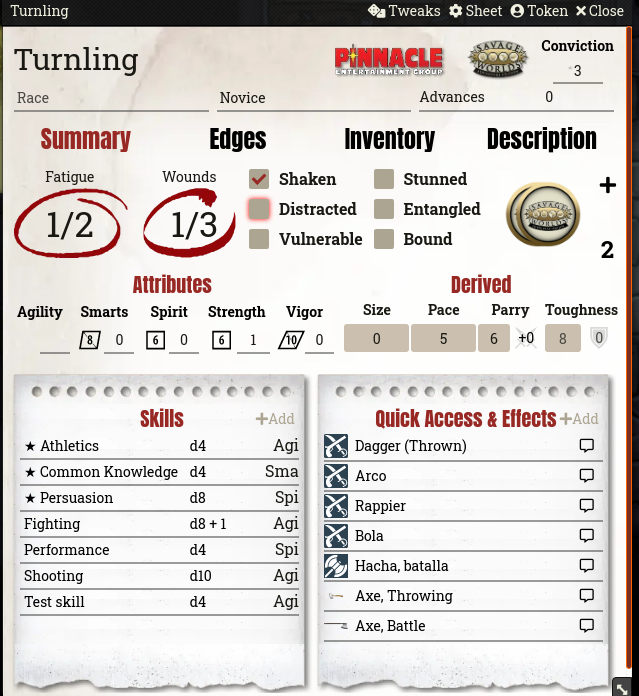 Turnling Tweaks Sheet Token Close
Turnling PINNACLE ENTERTAINMENT GROUP SAVAGE WORLDS Conviction
3
Race Novice Advances 0
Summary Edges Inventory Description
Fatigue Wounds
1/2 1/3
Shaken Stunned
Distracted Entangled
Vulnerable Bound
+
2
Attributes Derived
Agility Smarts Spirit Strength Vigor Size Pace Parry Toughness
8 0 6 0 6 1 10 0 0 5 6 +0 8 0
Skills +Add
★ Athletics d4 Agi
★ Common Knowledge d4 Sma
★ Persuasion d8 Spi
Fighting d8 + 1 Agi
Performance d4 Spi
Shooting d10 Agi
Test skill d4 Agi
Quick Access & Effects +Add
Dagger (Thrown)
Arco
Rappier
Bola
Hacha, batalla
Axe, Throwing
Axe, Battle